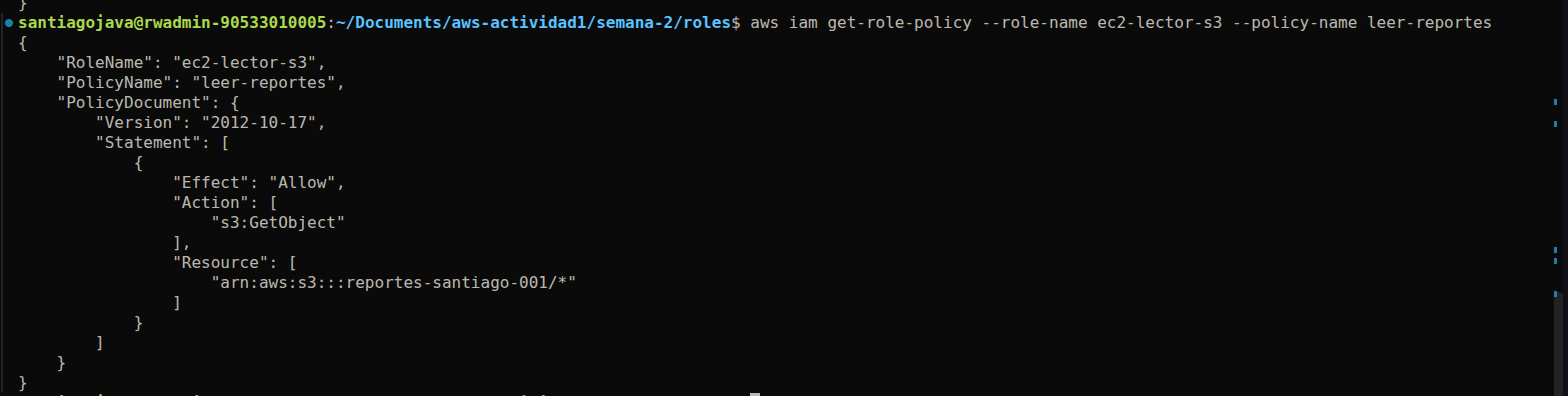 }
santiagojava@rwadmin-90533010005:~/Documents/aws-actividad1/semana-2/roles$ aws iam get-role-policy --role-name ec2-lector-s3 --policy-name leer-reportes
{
    "RoleName": "ec2-lector-s3",
    "PolicyName": "leer-reportes",
    "PolicyDocument": {
        "Version": "2012-10-17",
        "Statement": [
            {
                "Effect": "Allow",
                "Action": [
                    "s3:GetObject"
                ],
                "Resource": [
                    "arn:aws:s3:::reportes-santiago-001/*"
                ]
            }
        ]
    }
}